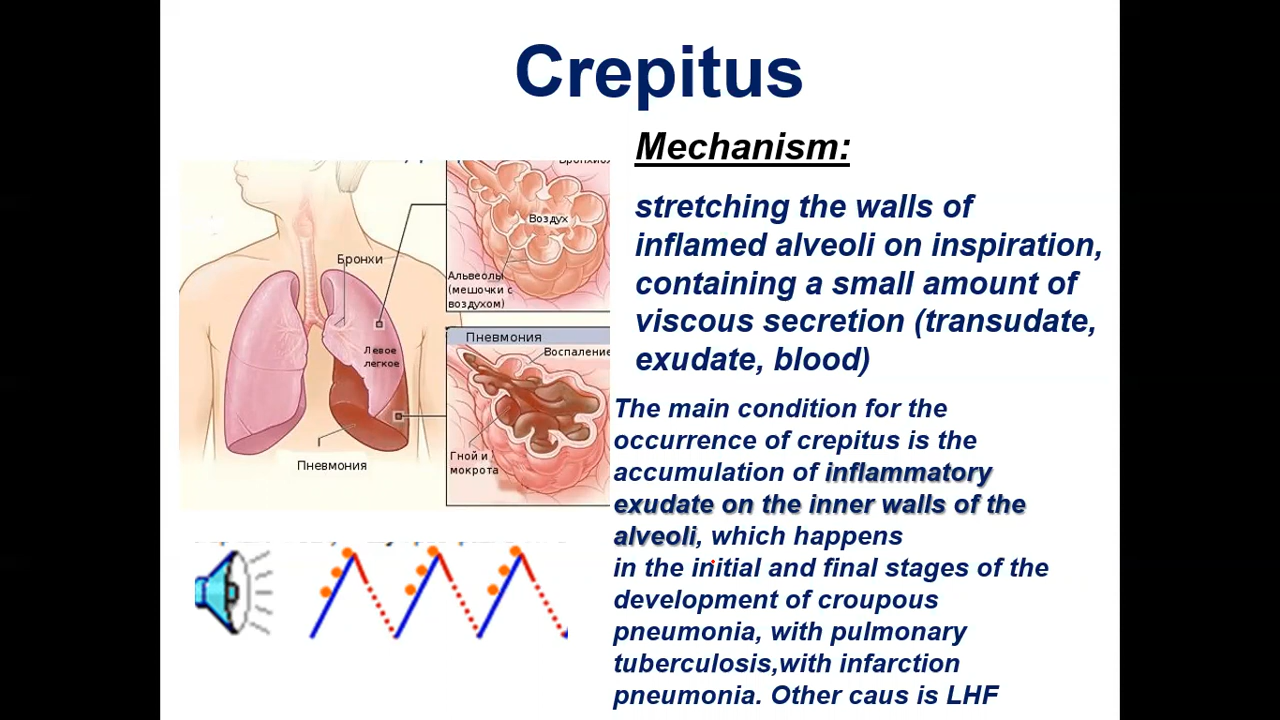 Crepitus
Mechanism:
stretching the walls of
inflamed alveoli on inspiration,
containing a small amount of
viscous secretion (transudate,
exudate, blood)
The main condition for the
occurrence of crepitus is the
accumulation of inflammatory
exudate on the inner walls of the
alveoli, which happens
in the initial and final stages of the
development of croupous
pneumonia, with pulmonary
tuberculosis,with infarction
pneumonia. Other caus is LHF
Воздух
Бронхи
Альвеолы
(мешочки с
воздухом)
Левое
легкое
Пневмония
Воспаление
Гной и
мокрота
Пневмония